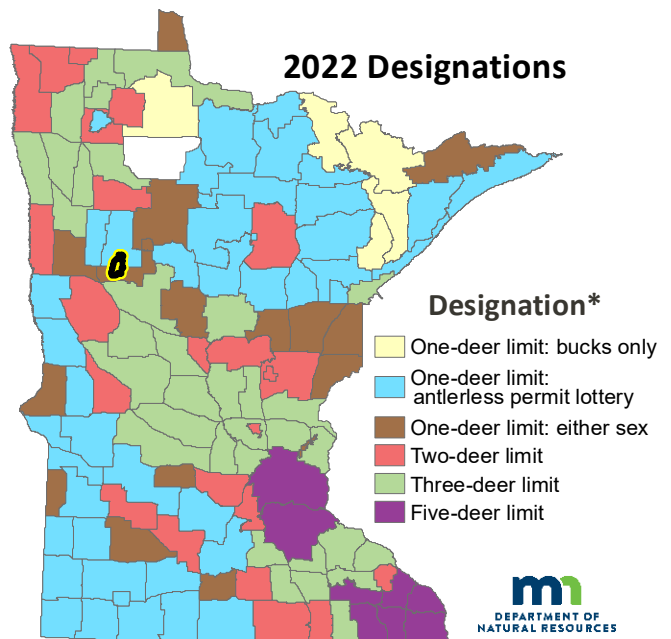 2022 Designations
Designation*
One-deer limit: bucks only
One-deer limit:
antlerless permit lottery
One-deer limit: either sex
Two-deer limit
Three-deer limit
Five-deer limit
mn
DEPARTMENT OF
NATURAL RESOURCES